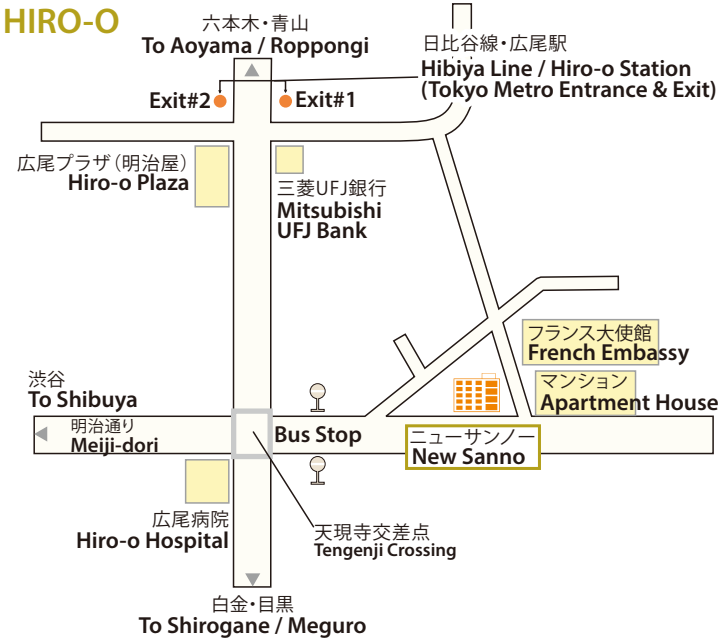 HIRO-O
六本木・青山
To Aoyama / Roppongi
日比谷線・広尾駅
Hibiya Line / Hiro-o Station
(Tokyo Metro Entrance & Exit)
Exit#2
Exit#1
広尾プラザ（明治屋）
Hiro-o Plaza
三菱UFJ銀行
Mitsubishi
UFJ Bank
フランス大使館
French Embassy
マンション
Apartment House
渋谷
To Shibuya
明治通り
Meiji-dori
Bus Stop
ニューサンノー
New Sanno
広尾病院
Hiro-o Hospital
天現寺交差点
Tengenji Crossing
白金・目黒
To Shirogane / Meguro